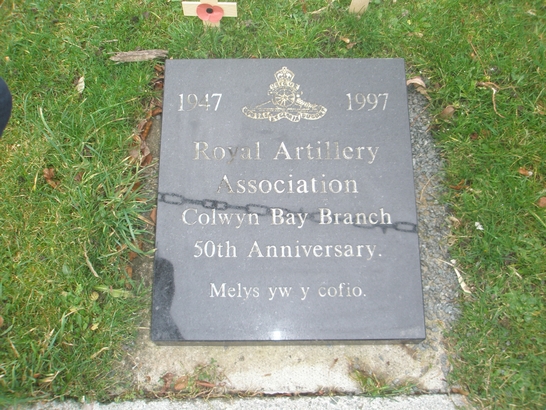 1947 1997
Royal Artillery
Association
Colwyn Bay Branch
50th Anniversary.
Melys yw y cofio.